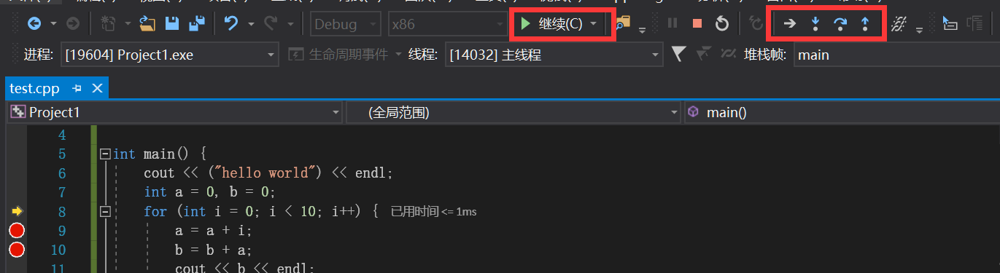 Debug x86 继续(C)
进程: [19604] Project1.exe 生命周期事件 线程: [14032] 主线程 堆栈帧: main
test.cpp
Project1 (全局范围) main()
4
5 int main() {
6 cout << ("hello world") << endl;
7 int a = 0, b = 0;
8 for (int i = 0; i < 10; i++) { 已用时间 <= 1ms
9 a = a + i;
10 b = b + a;
11 cout << b << endl;